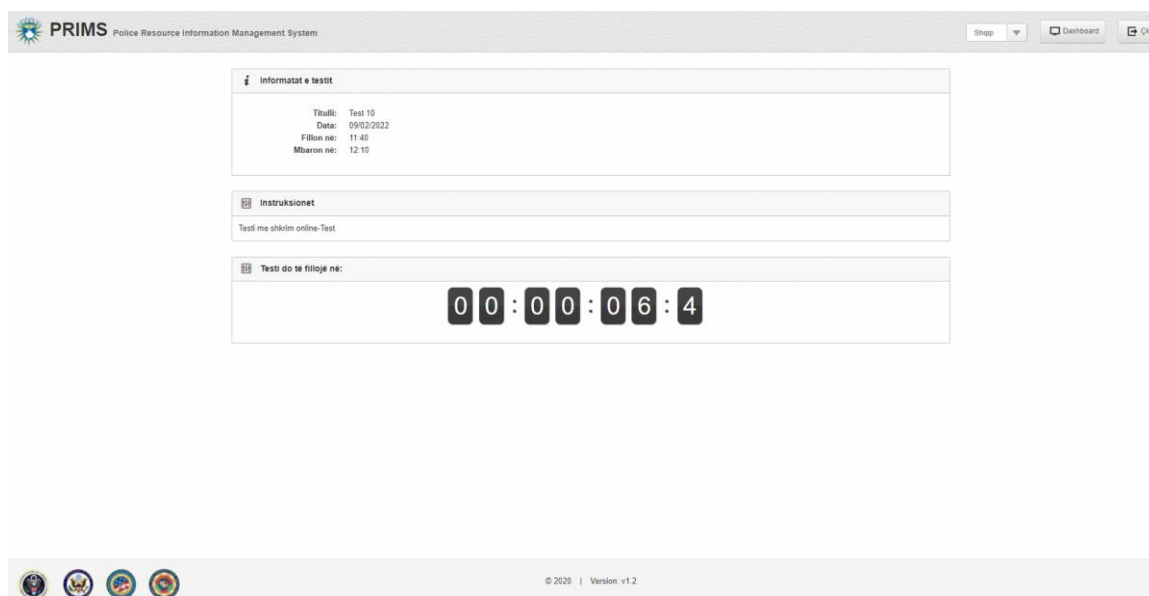 PRIMS Police Resource Information Management System
Shqip
Dashboard
Informatat e testit
Titulli: Test 10
Data: 09/02/2022
Fillon në: 11:40
Mbaron në: 12:10
Instruksionet
Testi me shkrim online-Test
Testi do të fillojë në:
00:00:06:4
© 2020 | Version: v1.2